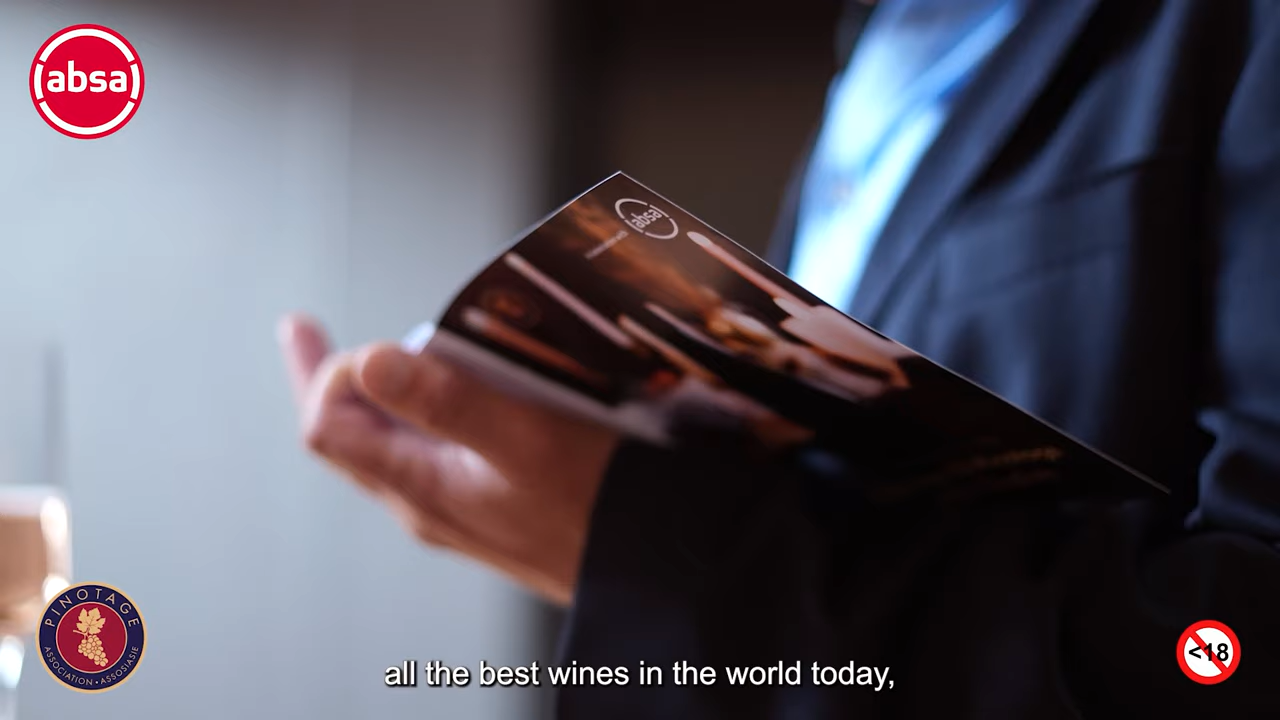 absa
absa
PINOTAGE
ASSOCIATION • ASSOSIASIE
<18
all the best wines in the world today,